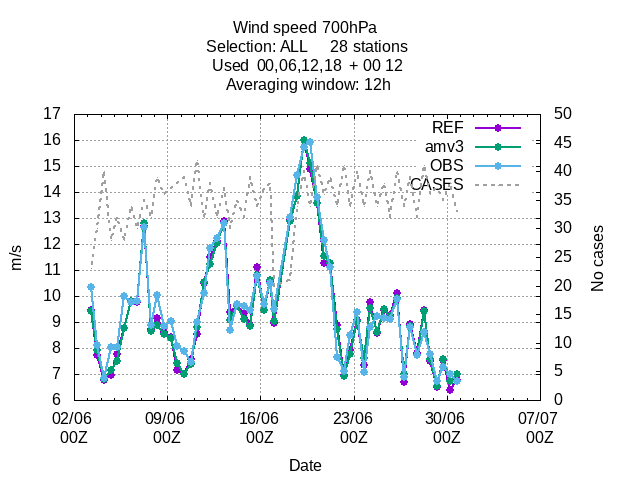 Wind speed 700hPa
Selection: ALL 28 stations
Used 00,06,12,18 + 00 12
Averaging window: 12h
17 50
16 45
15 40
14 35
13 30
12 25
11 20
10 15
9 10
8 5
7 0
6
REF
amv3
OBS
CASES
m/s
No cases
02/06 09/06 16/06 23/06 30/06 07/07
00Z 00Z 00Z 00Z 00Z 00Z
Date